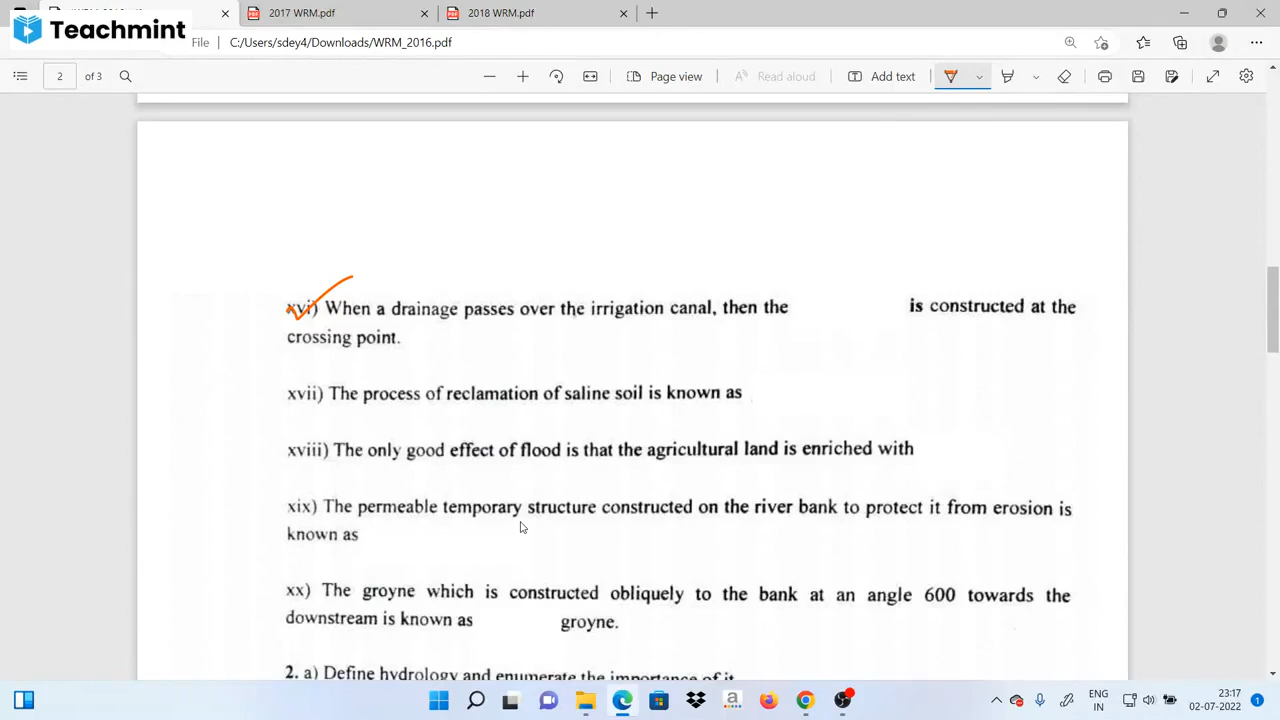 Teachmint
2017 WRM.pdf
2018 WRM.pdf
File C:/Users/sdey4/Downloads/WRM_2016.pdf
2 of 3
Page view
Read aloud
Add text
xvi) When a drainage passes over the irrigation canal, then the is constructed at the
crossing point.
xvii) The process of reclamation of saline soil is known as
xviii) The only good effect of flood is that the agricultural land is enriched with
xix) The permeable temporary structure constructed on the river bank to protect it from erosion is
known as
xx) The groyne which is constructed obliquely to the bank at an angle 600 towards the
downstream is known as groyne.
2. a) Define hydrology and enumerate the importance of it.
ENG
IN
23:17
02-07-2022
1